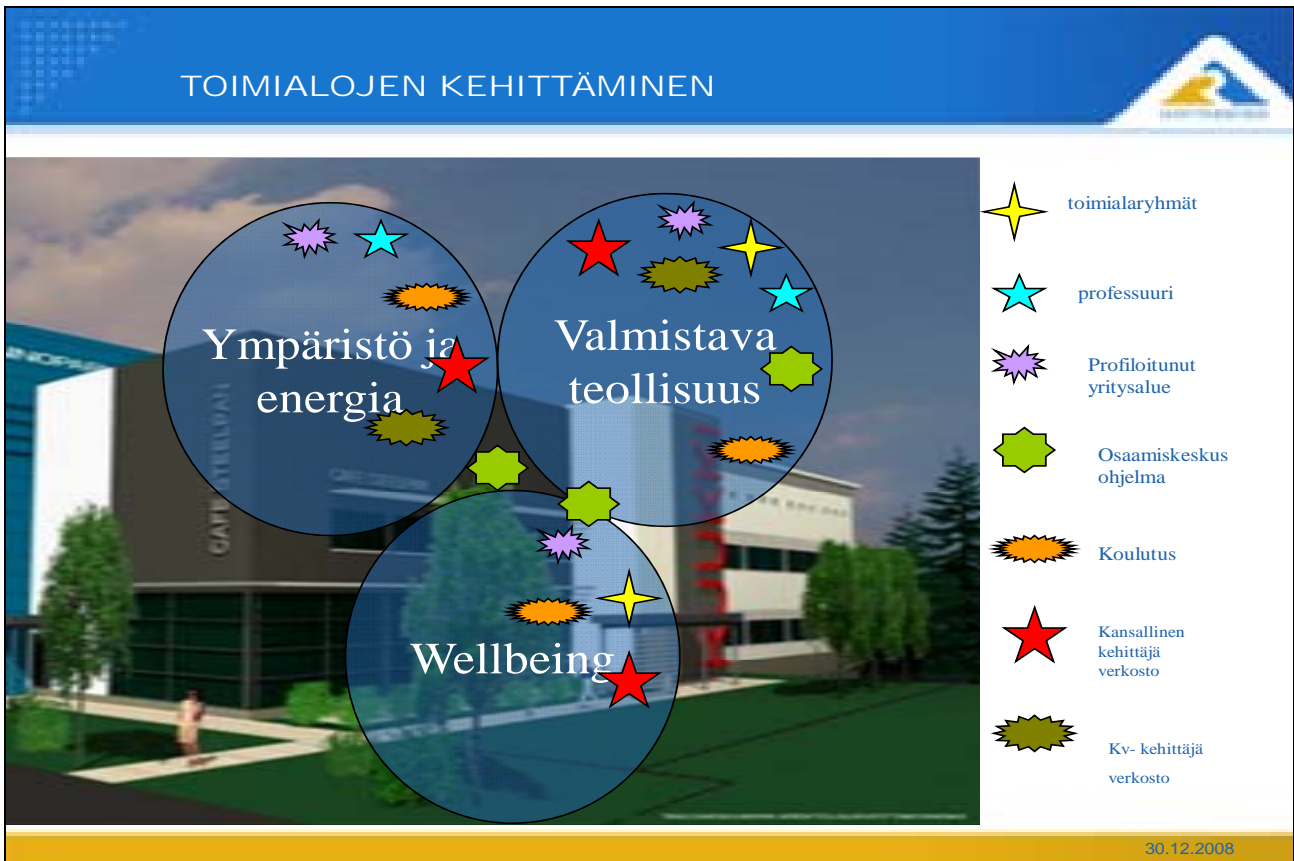 TOIMIALOJEN KEHITTÄMINEN
Ympäristö ja
energia
Valmistava
teollisuus
Wellbeing
toimialaryhmät
professuuri
Profiloitunut
yritysalue
Osaamiskeskus
ohjelma
Koulutus
Kansallinen
kehittäjä
verkosto
Kv- kehittäjä
verkosto
30.12.2008